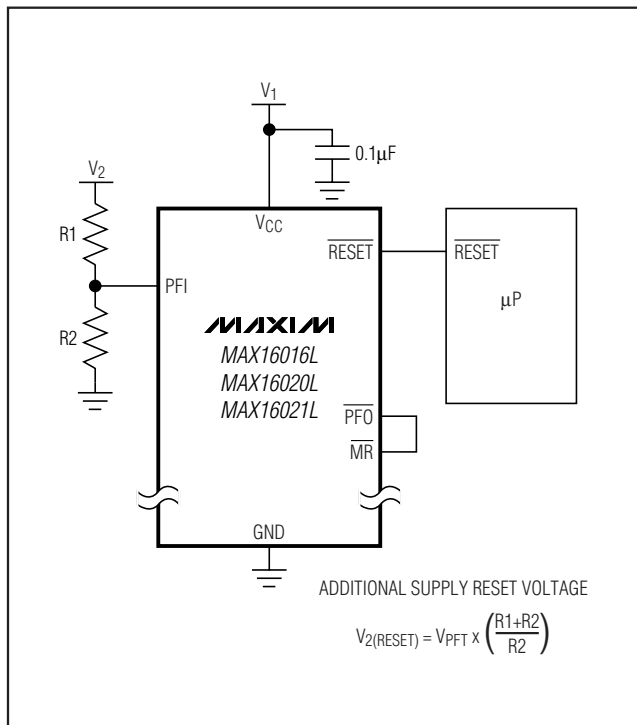 V1
0.1μF
V2
VCC
R1
RESET
RESET
PFI
μP
R2
MAXIM
MAX16016L
MAX16020L
MAX16021L
PFO
MR
GND
ADDITIONAL SUPPLY RESET VOLTAGE
V2(RESET) = VPFT x (R1+R2/R2)